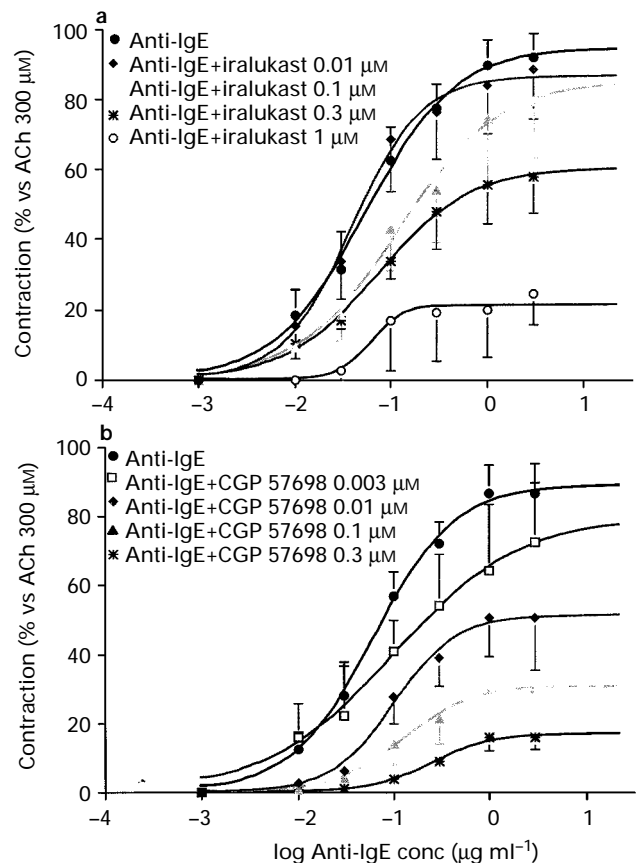 a
Anti-IgE
Anti-IgE+iralukast 0.01 µM
Anti-IgE+iralukast 0.1 µM
Anti-IgE+iralukast 0.3 µM
Anti-IgE+iralukast 1 µM
Contraction (% vs ACh 300 µM)
100
80
60
40
20
0
−4
−3
−2
−1
0
1
b
Anti-IgE
Anti-IgE+CGP 57698 0.003 µM
Anti-IgE+CGP 57698 0.01 µM
Anti-IgE+CGP 57698 0.1 µM
Anti-IgE+CGP 57698 0.3 µM
Contraction (% vs ACh 300 µM)
100
80
60
40
20
0
−4
−3
−2
−1
0
1
log Anti-IgE conc (µg ml⁻¹)